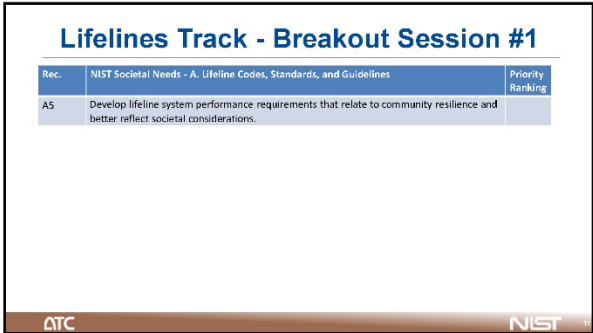 Lifelines Track - Breakout Session #1
Rec. NIST Societal Needs - A. Lifeline Codes, Standards, and Guidelines Priority
Ranking
A5 Develop lifeline system performance requirements that relate to community resilience and
better reflect societal considerations.
ATC NIST